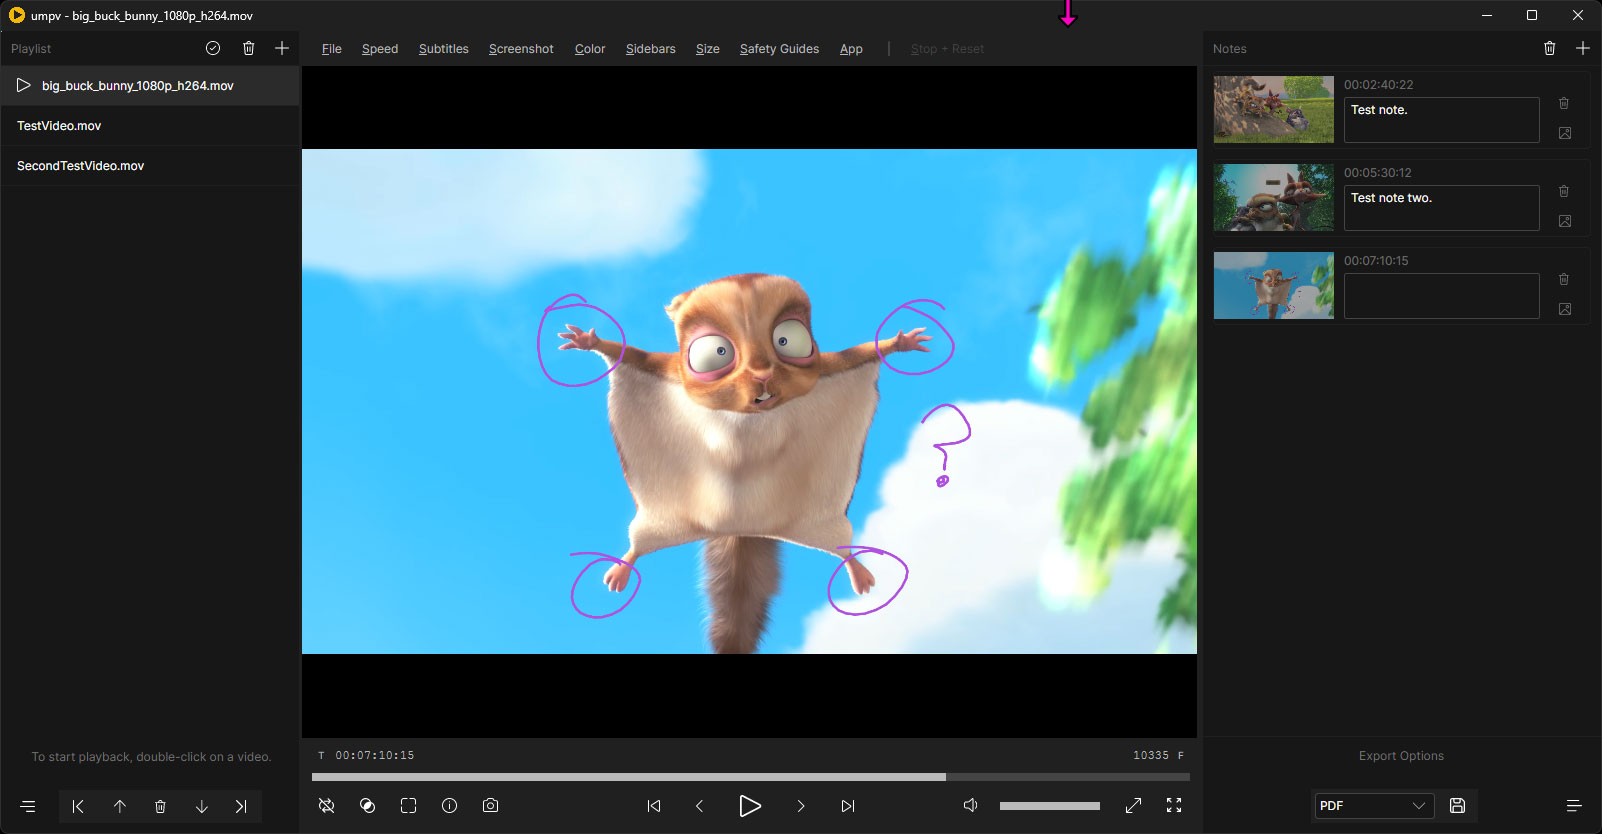 umpv - big_buck_bunny_1080p_h264.mov
Playlist
File Speed Subtitles Screenshot Color Sidebars Size Safety Guides App | Stop + Reset
Notes
big_buck_bunny_1080p_h264.mov
TestVideo.mov
SecondTestVideo.mov
?
00:02:40:22
Test note.
00:05:30:12
Test note two.
00:07:10:15
To start playback, double-click on a video.
T 00:07:10:15
10335 F
Export Options
PDF